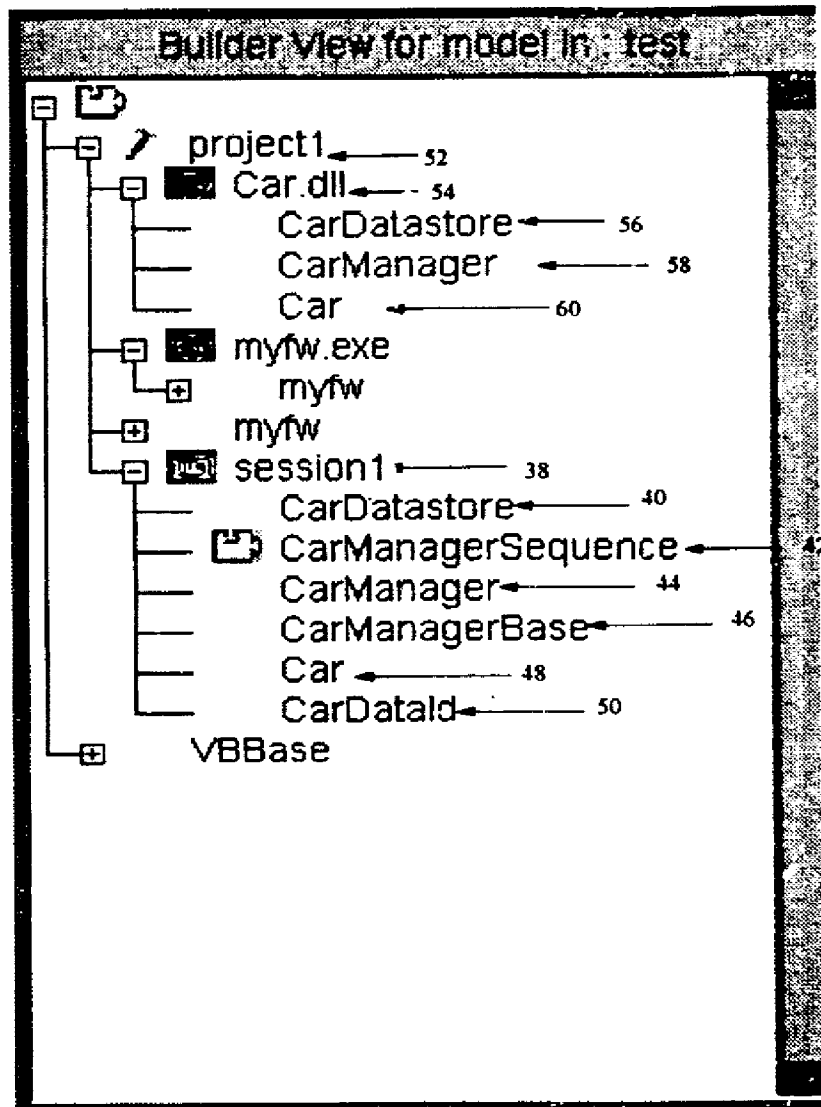 Builder View for model in : test
project1 52
Car.dll 54
CarDatastore 56
CarManager 58
Car 60
myfw.exe
myfw
myfw
session1 38
CarDatastore 40
CarManagerSequence 42
CarManager 44
CarManagerBase 46
Car 48
CarDataId 50
VBBase